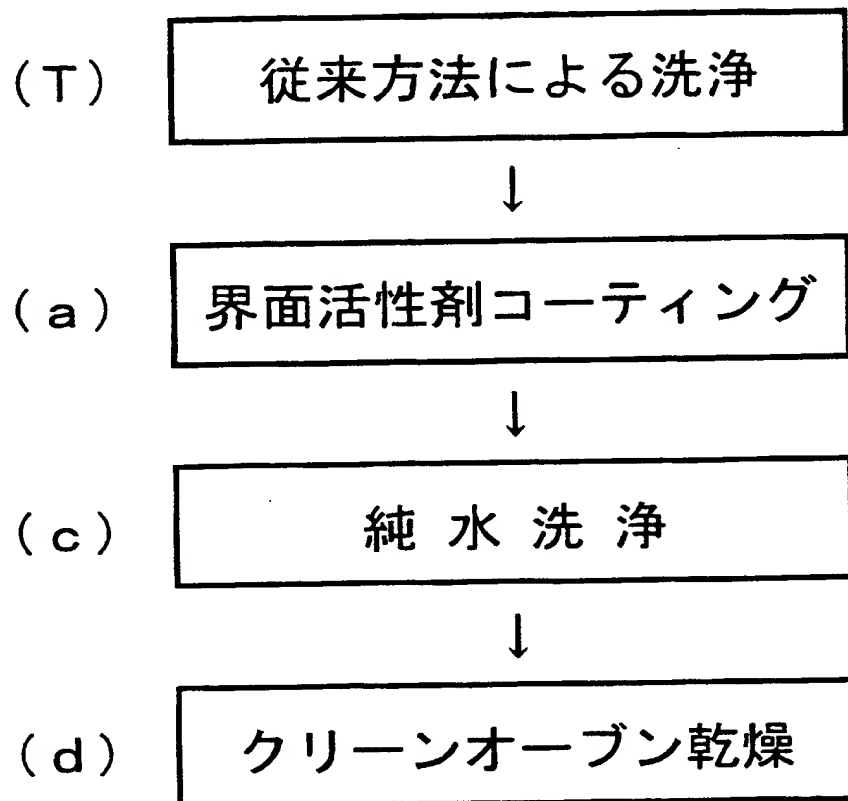 (T) 従来方法による洗浄
↓
(a) 界面活性剤コーティング
↓
(c) 純水洗浄
↓
(d) クリーンオーブン乾燥